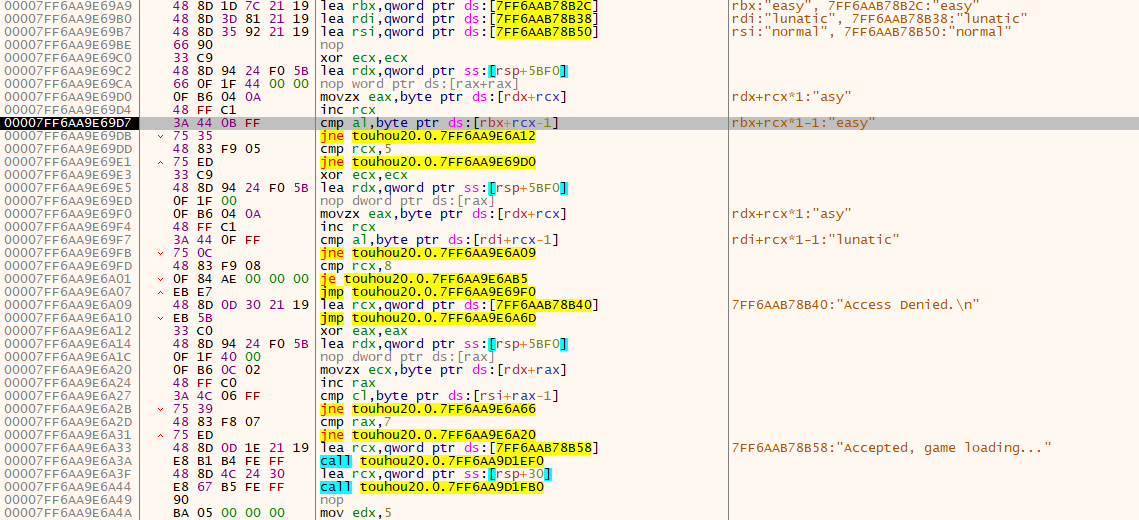 00007FF6AA9E69A9 48 8D 1D 7C 21 19 lea rbx,qword ptr ds:[7FF6AAB78B2C] rbx:"easy", 7FF6AAB78B2C:"easy"
00007FF6AA9E69B0 48 8D 3D 81 21 19 lea rdi,qword ptr ds:[7FF6AAB78B38] rdi:"lunatic", 7FF6AAB78B38:"lunatic"
00007FF6AA9E69B7 48 8D 35 92 21 19 lea rsi,qword ptr ds:[7FF6AAB78B50] rsi:"normal", 7FF6AAB78B50:"normal"
00007FF6AA9E69BE 66 90 nop
00007FF6AA9E69C0 33 C9 xor ecx,ecx
00007FF6AA9E69C2 48 8D 94 24 F0 5B lea rdx,qword ptr ss:[rsp+5BF0]
00007FF6AA9E69CA 66 0F 1F 44 00 00 nop word ptr ds:[rax+rax]
00007FF6AA9E69D0 0F B6 04 0A movzx eax,byte ptr ds:[rdx+rcx] rdx+rcx*1:"asy"
00007FF6AA9E69D4 48 FF C1 inc rcx
00007FF6AA9E69D7 3A 44 0B FF cmp al,byte ptr ds:[rbx+rcx-1] rbx+rcx*1-1:"easy"
00007FF6AA9E69DB 75 35 jne touhou20.0.7FF6AA9E6A12
00007FF6AA9E69DD 48 83 F9 05 cmp rcx,5
00007FF6AA9E69E1 75 ED jne touhou20.0.7FF6AA9E69D0
00007FF6AA9E69E3 33 C9 xor ecx,ecx
00007FF6AA9E69E5 48 8D 94 24 F0 5B lea rdx,qword ptr ss:[rsp+5BF0]
00007FF6AA9E69ED 0F 1F 00 nop dword ptr ds:[rax]
00007FF6AA9E69F0 0F B6 04 0A movzx eax,byte ptr ds:[rdx+rcx] rdx+rcx*1:"asy"
00007FF6AA9E69F4 48 FF C1 inc rcx
00007FF6AA9E69F7 3A 44 0F FF cmp al,byte ptr ds:[rdi+rcx-1] rdi+rcx*1-1:"lunatic"
00007FF6AA9E69FB 75 0C jne touhou20.0.7FF6AA9E6A09
00007FF6AA9E69FD 48 83 F9 08 cmp rcx,8
00007FF6AA9E6A01 0F 84 AE 00 00 00 je touhou20.0.7FF6AA9E6AB5
00007FF6AA9E6A07 EB E7 jmp touhou20.0.7FF6AA9E69F0
00007FF6AA9E6A09 48 8D 0D 30 21 19 lea rcx,qword ptr ds:[7FF6AAB78B40] 7FF6AAB78B40:"Access Denied.\n"
00007FF6AA9E6A10 EB 5B jmp touhou20.0.7FF6AA9E6A6D
00007FF6AA9E6A12 33 C0 xor eax,eax
00007FF6AA9E6A14 48 8D 94 24 F0 5B lea rdx,qword ptr ss:[rsp+5BF0]
00007FF6AA9E6A1C 0F 1F 40 00 nop dword ptr ds:[rax]
00007FF6AA9E6A20 0F B6 0C 02 movzx ecx,byte ptr ds:[rdx+rax]
00007FF6AA9E6A24 48 FF C0 inc rax
00007FF6AA9E6A27 3A 4C 06 FF cmp cl,byte ptr ds:[rsi+rax-1]
00007FF6AA9E6A2B 75 39 jne touhou20.0.7FF6AA9E6A66
00007FF6AA9E6A2D 48 83 F8 07 cmp rax,7
00007FF6AA9E6A31 75 ED jne touhou20.0.7FF6AA9E6A20
00007FF6AA9E6A33 48 8D 0D 1E 21 19 lea rcx,qword ptr ds:[7FF6AAB78B58] 7FF6AAB78B58:"Accepted, game loading..."
00007FF6AA9E6A3A E8 B1 B4 FE FF call touhou20.0.7FF6AA9D1EF0
00007FF6AA9E6A3F 48 8D 4C 24 30 lea rcx,qword ptr ss:[rsp+30]
00007FF6AA9E6A44 E8 67 B5 FE FF call touhou20.0.7FF6AA9D1FB0
00007FF6AA9E6A49 90 nop
00007FF6AA9E6A4A BA 05 00 00 00 mov edx,5